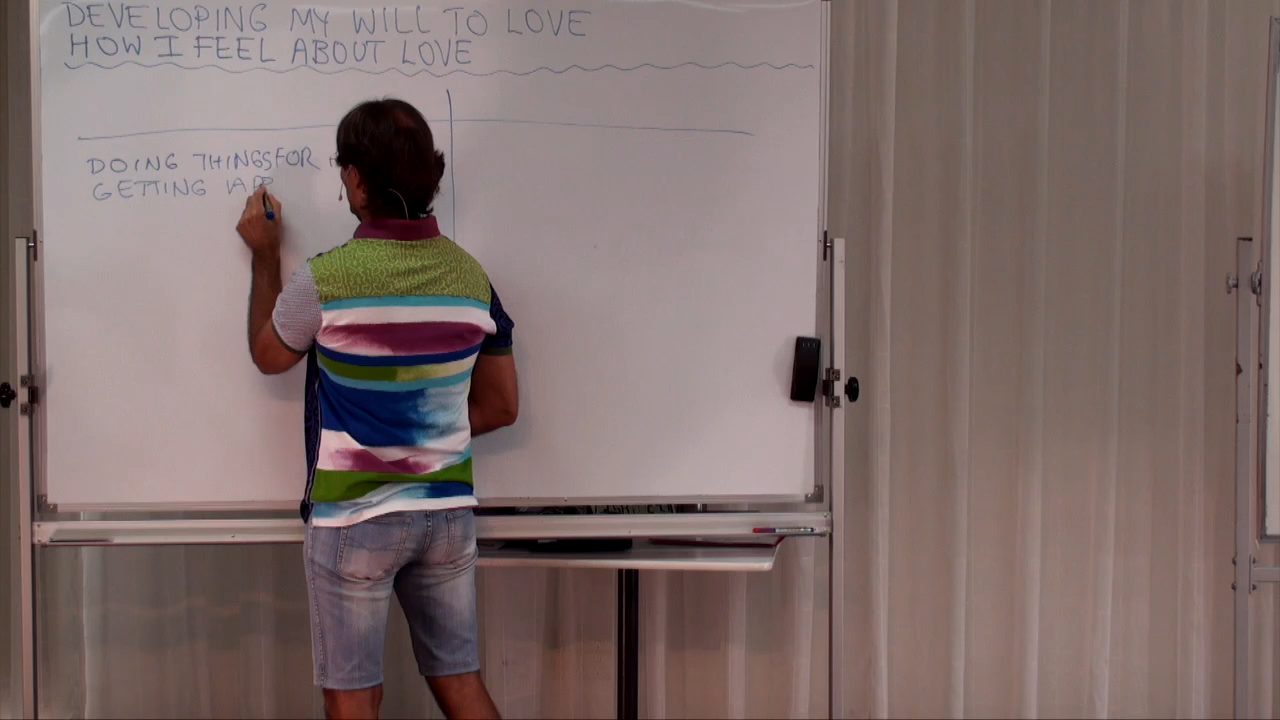 DEVELOPING MY WILL TO LOVE
HOW I FEEL ABOUT LOVE
DOING THINGS FOR
GETTING